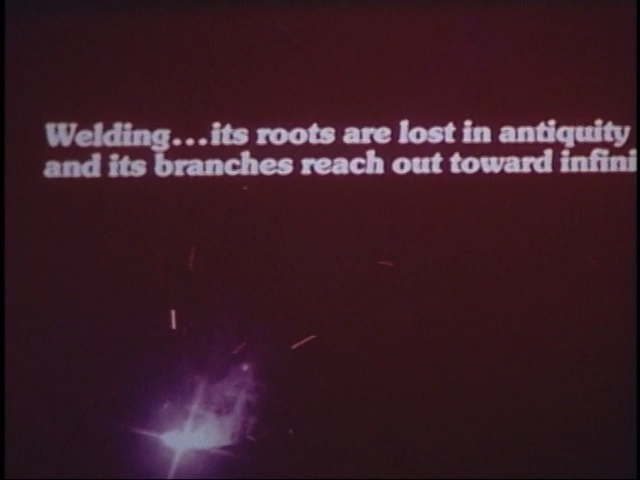 Welding...its roots are lost in antiquity
and its branches reach out toward infini